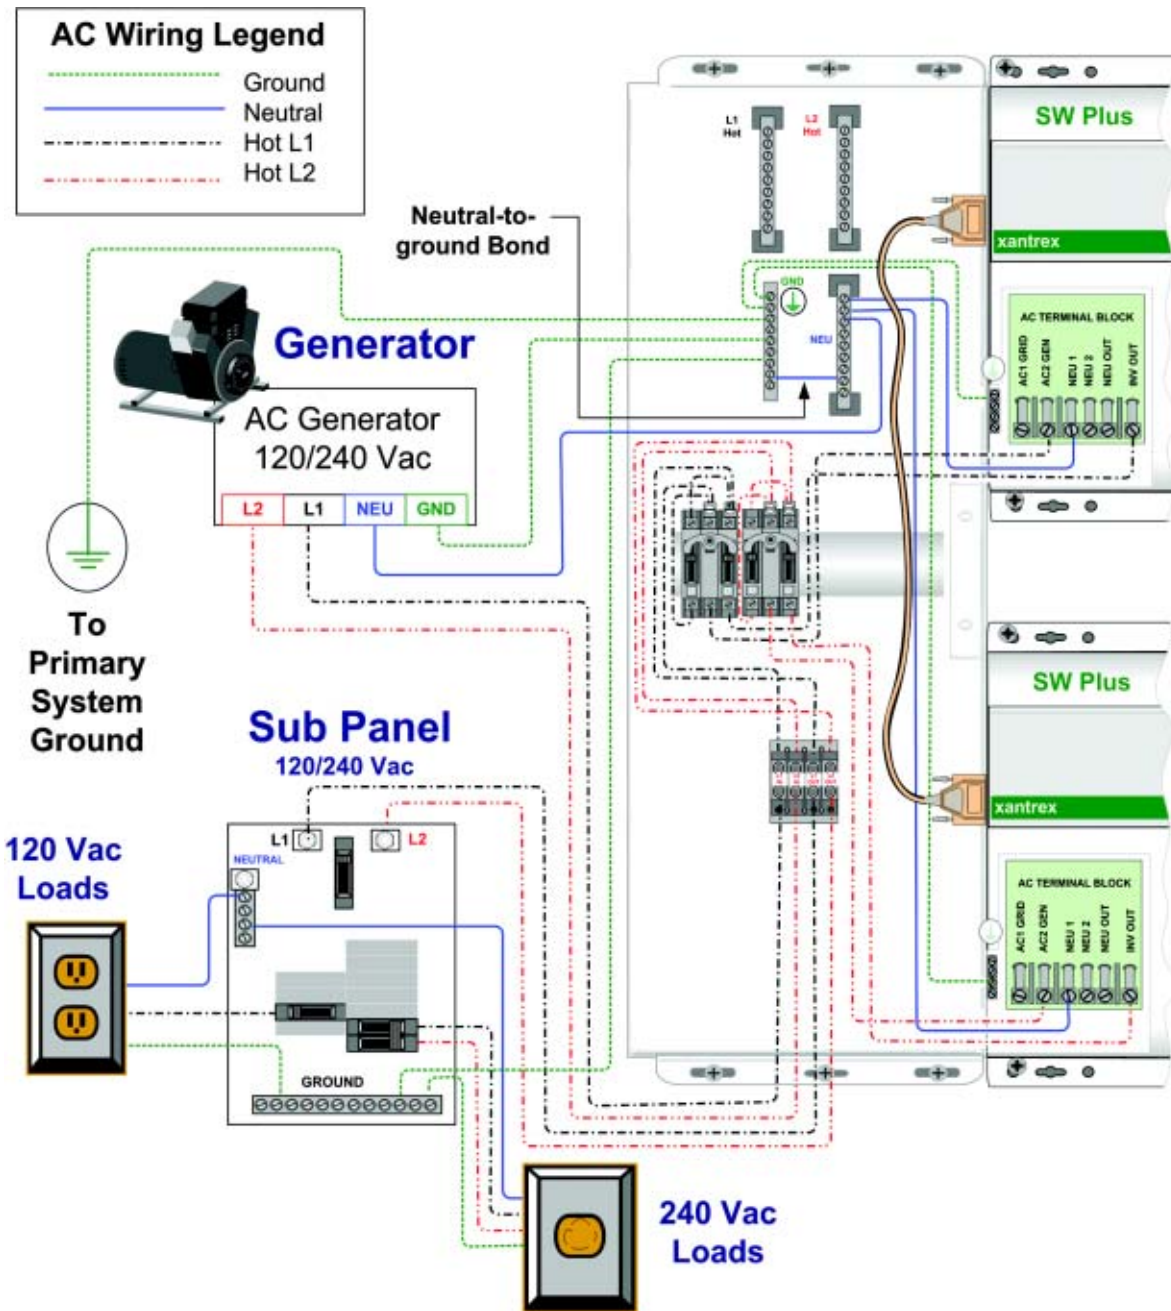 AC Wiring Legend
Ground
Neutral
Hot L1
Hot L2
L1
Hot
L2
Hot
SW Plus
Neutral-to-
ground Bond
xantrex
GND
NEU
AC TERMINAL BLOCK
AC1 GRID
AC2 GEN
NEU 1
NEU 2
NEU OUT
INV OUT
Generator
AC Generator
120/240 Vac
L2
L1
NEU
GND
To
Primary
System
Ground
SW Plus
Sub Panel
120/240 Vac
xantrex
L1
L2
NEUTRAL
120 Vac
Loads
AC TERMINAL BLOCK
AC1 GRID
AC2 GEN
NEU 1
NEU 2
NEU OUT
INV OUT
GROUND
240 Vac
Loads